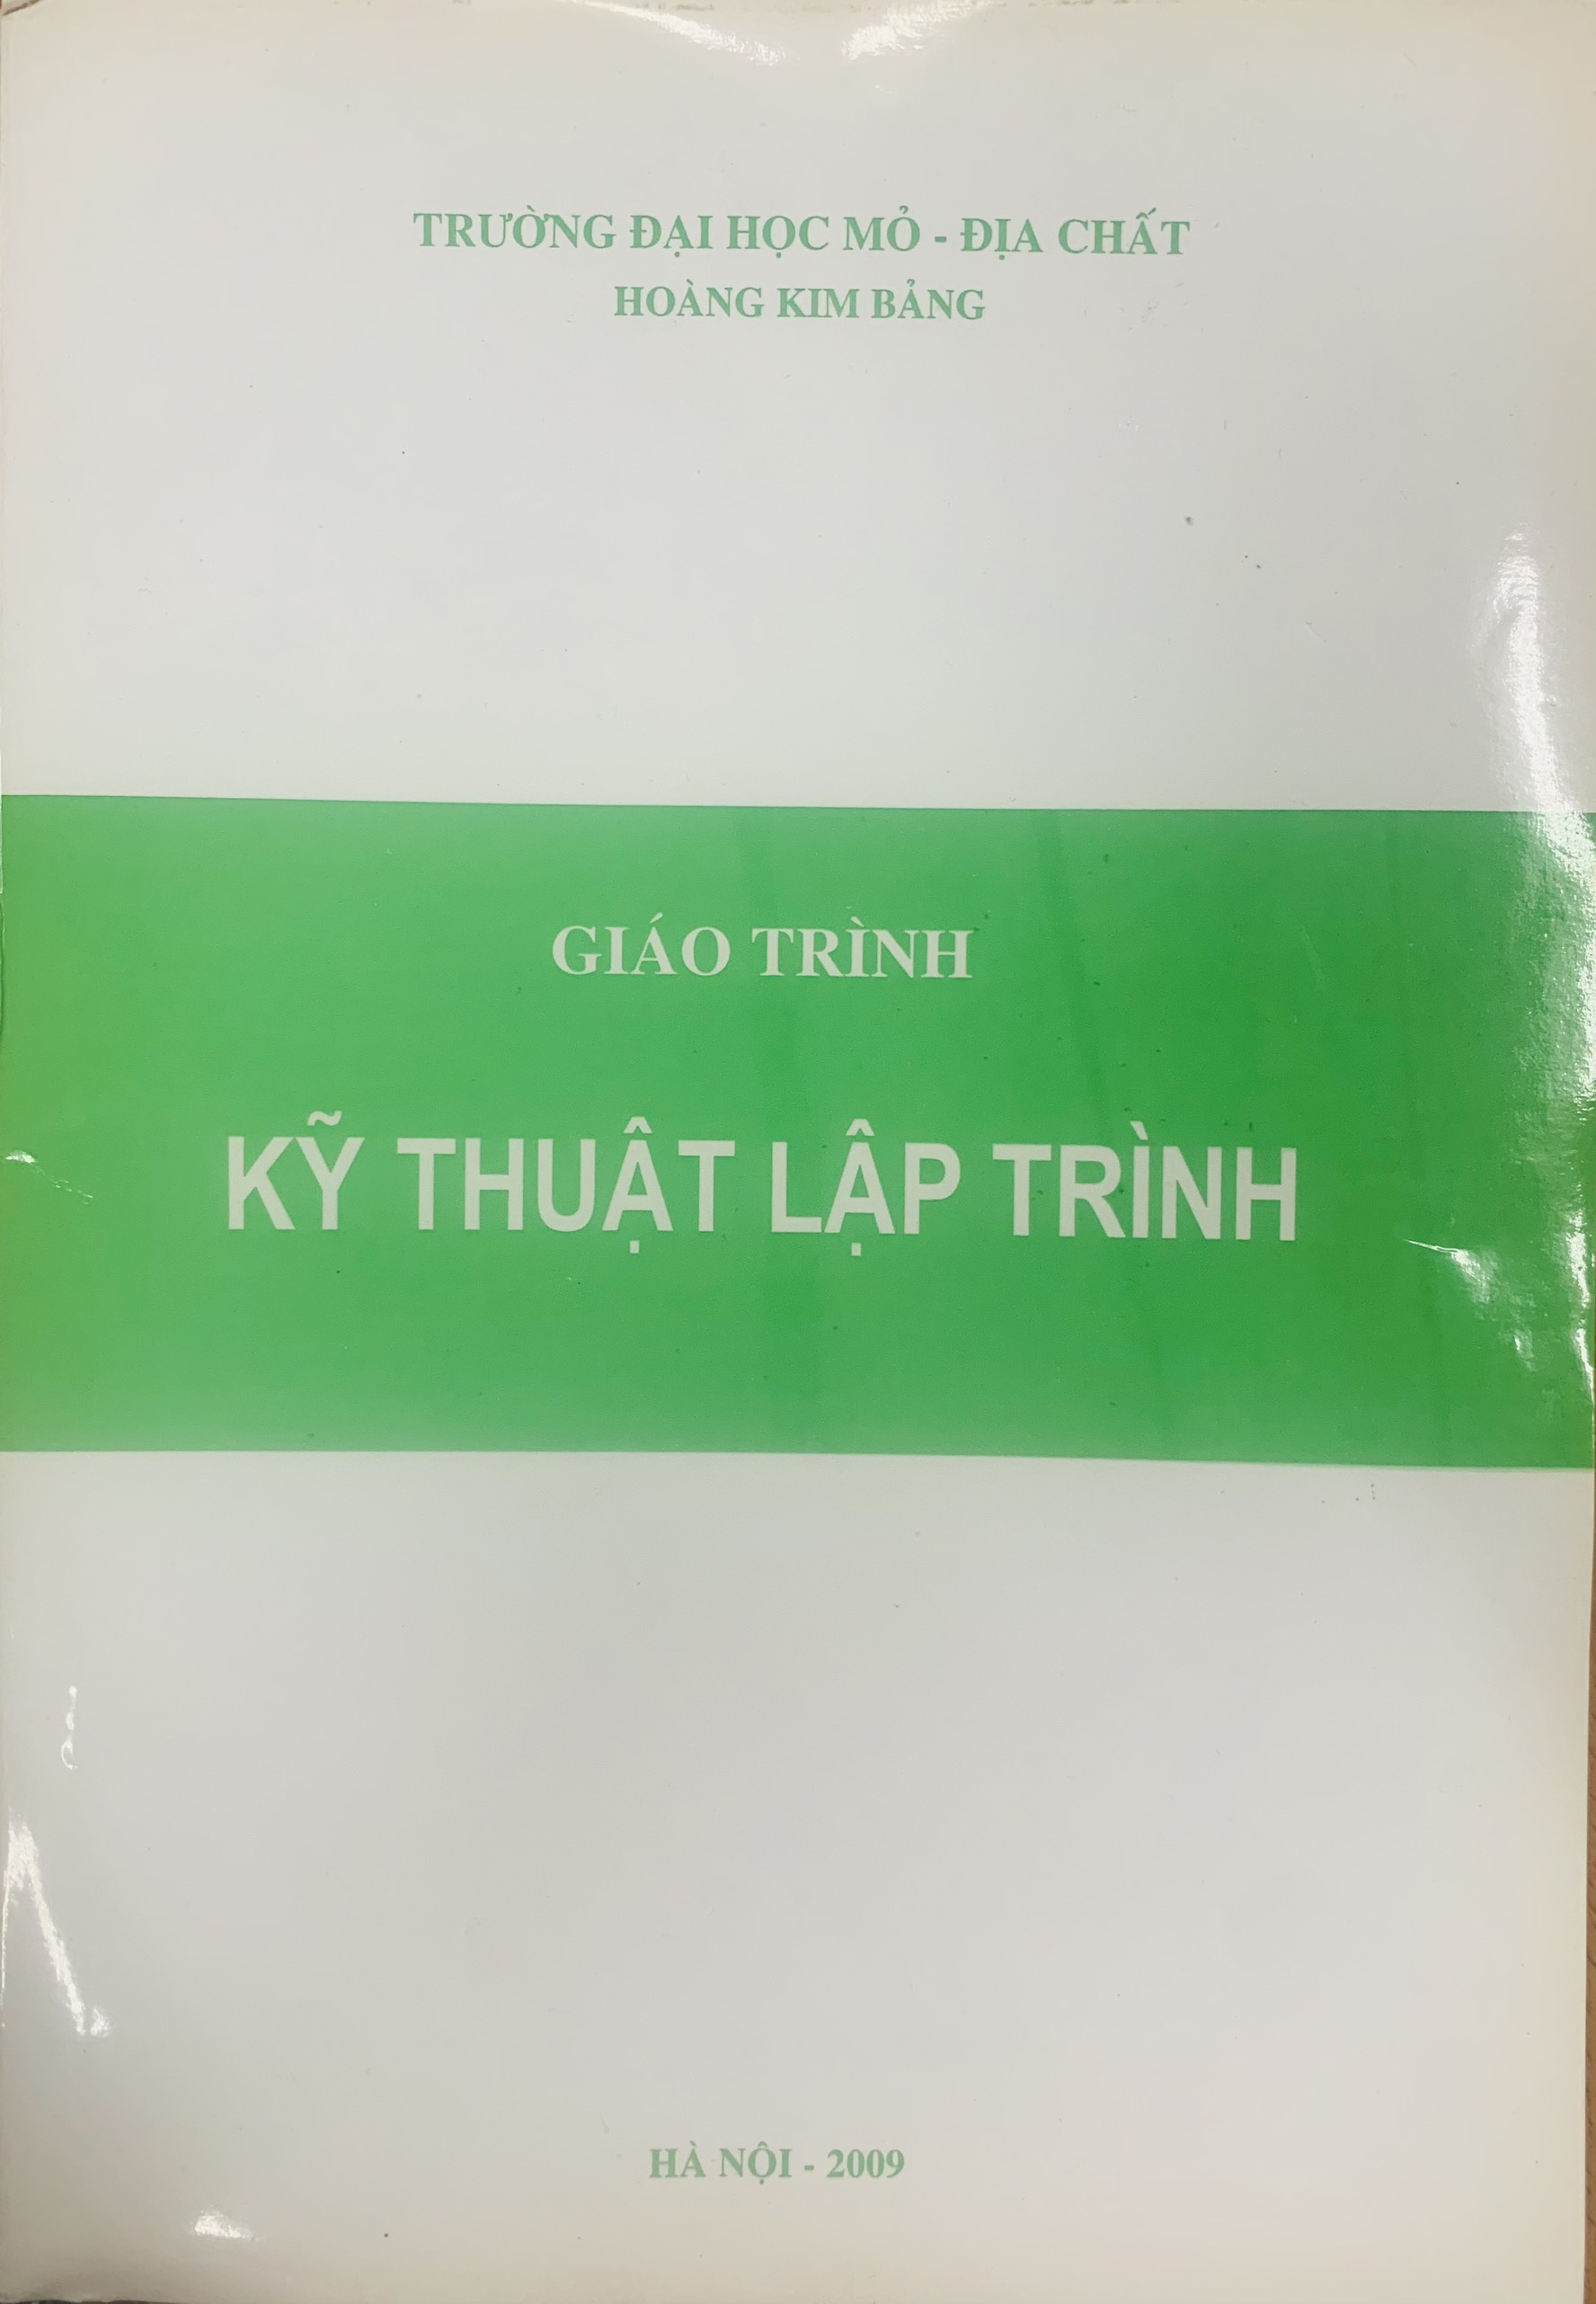 TRƯỜNG ĐẠI HỌC MỎ - ĐỊA CHẤT
HOÀNG KIM BẢNG
GIÁO TRÌNH
KỸ THUẬT LẬP TRÌNH
HÀ NỘI - 2009